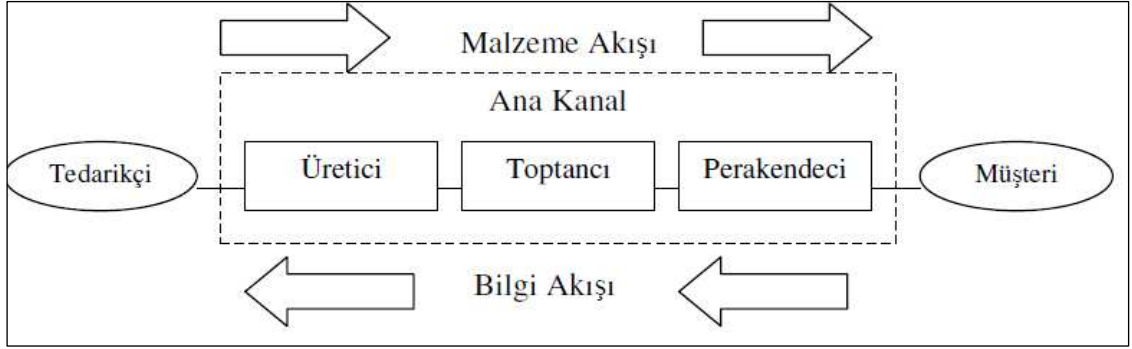 Malzeme Akışı
Ana Kanal
Tedarikçi
Üretici
Toptancı
Perakendeci
Müşteri
Bilgi Akışı